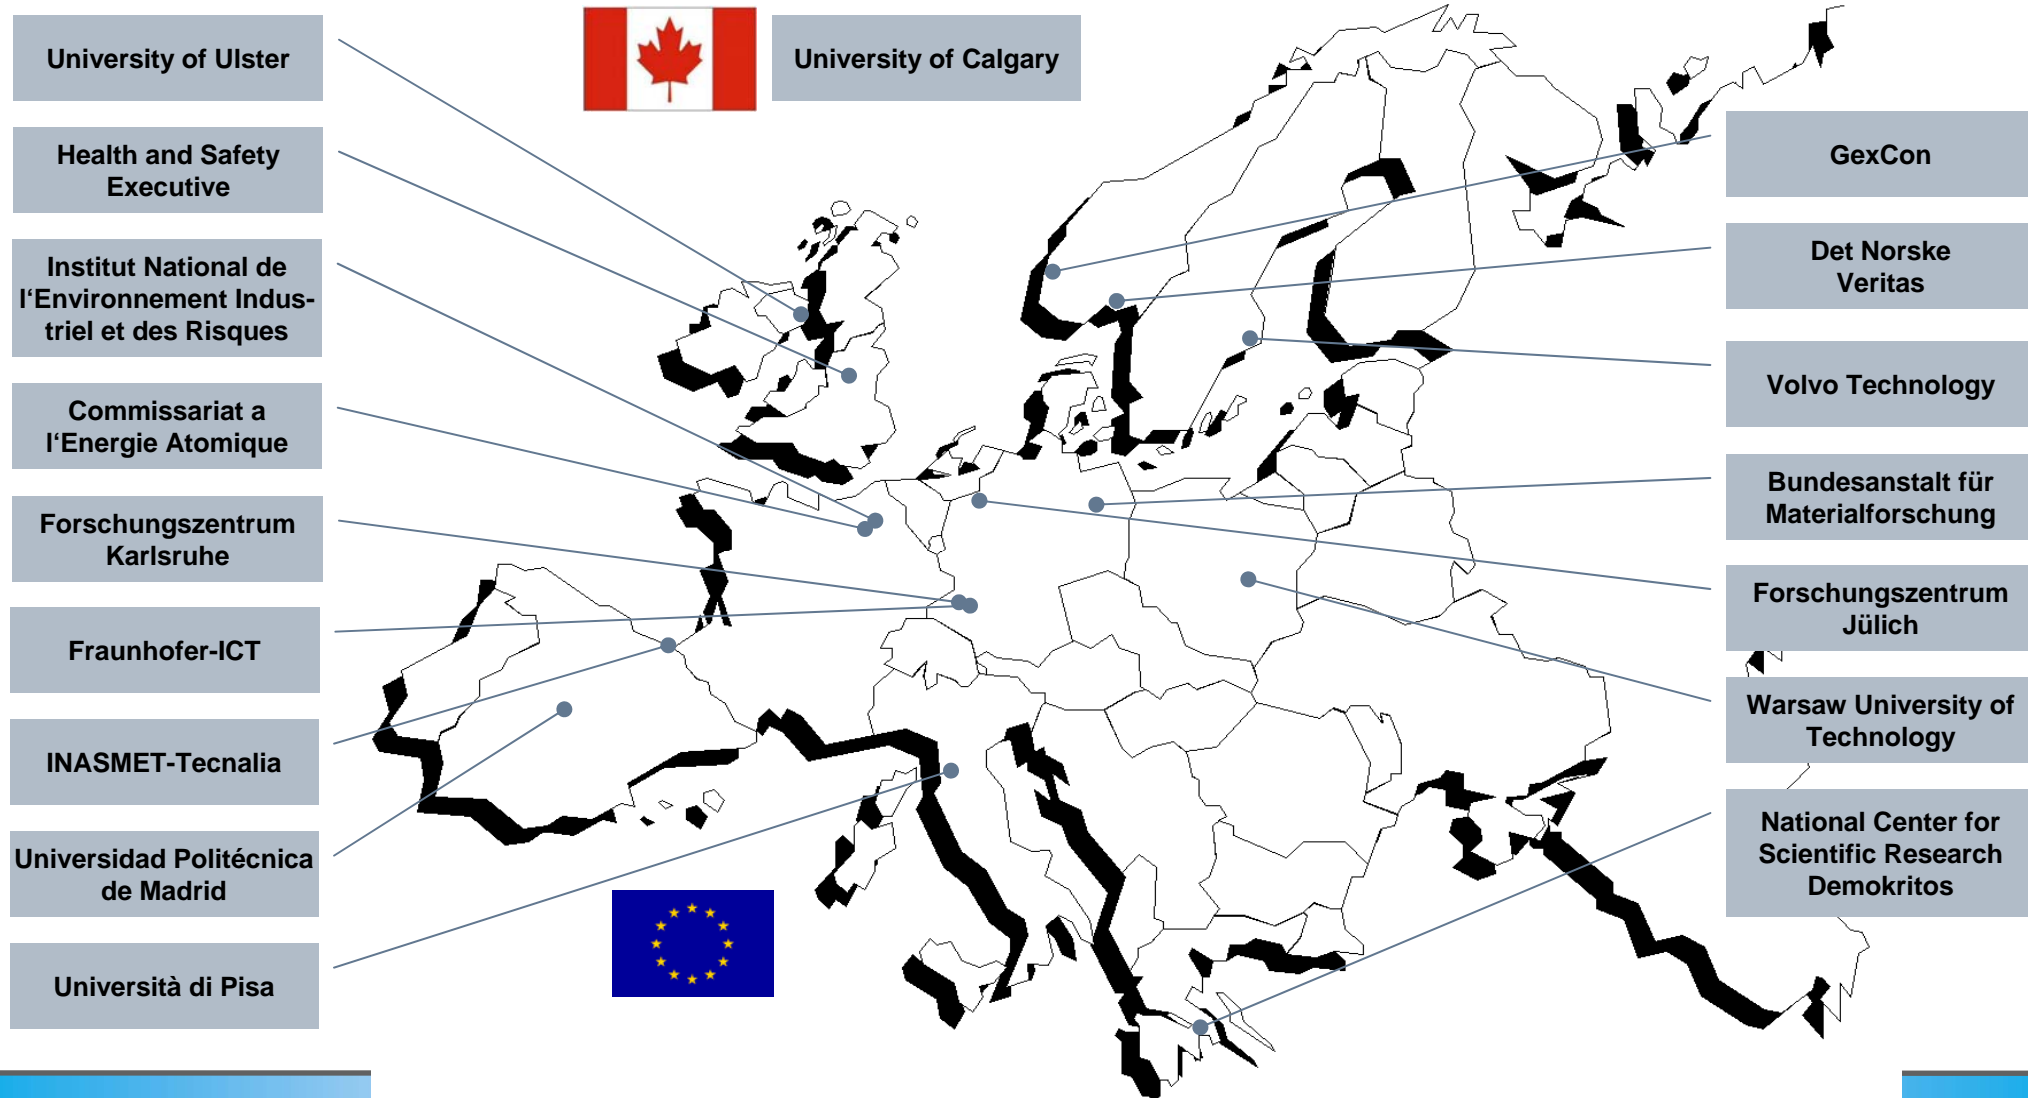 University of Ulster
Health and Safety
Executive
Institut National de
l‘Environnement Indus-
triel et des Risques
Commissariat a
l‘Energie Atomique
Forschungszentrum
Karlsruhe
Fraunhofer-ICT
INASMET-Tecnalia
Universidad Politécnica
de Madrid
Università di Pisa
University of Calgary
GexCon
Det Norske
Veritas
Volvo Technology
Bundesanstalt für
Materialforschung
Forschungszentrum
Jülich
Warsaw University of
Technology
National Center for
Scientific Research
Demokritos